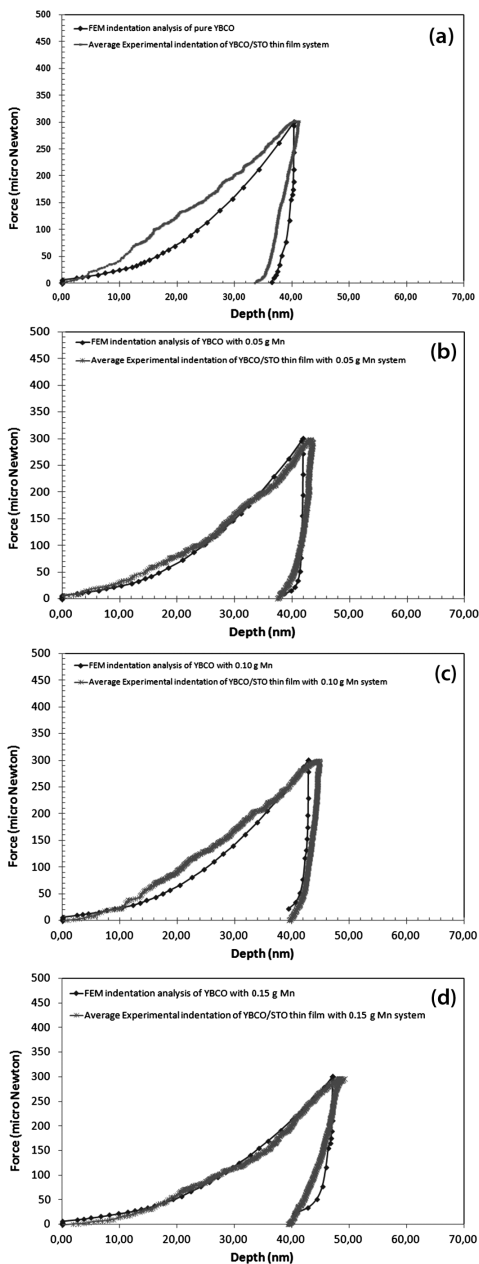 (a)
FEM indentation analysis of pure YBCO
Average Experimental indentation of YBCO/STO thin film system
Force (micro Newton)
500
450
400
350
300
250
200
150
100
50
0
0,00 10,00 20,00 30,00 40,00 50,00 60,00 70,00
Depth (nm)
(b)
FEM indentation analysis of YBCO with 0.05 g Mn
Average Experimental indentation of YBCO/STO thin film with 0.05 g Mn system
Force (micro Newton)
500
450
400
350
300
250
200
150
100
50
0
0,00 10,00 20,00 30,00 40,00 50,00 60,00 70,00
Depth (nm)
(c)
FEM indentation analysis of YBCO with 0.10 g Mn
Average Experimental indentation of YBCO/STO thin film with 0.10 g Mn system
Force (micro Newton)
500
450
400
350
300
250
200
150
100
50
0
0,00 10,00 20,00 30,00 40,00 50,00 60,00 70,00
Depth (nm)
(d)
FEM indentation analysis of YBCO with 0.15 g Mn
Average Experimental indentation of YBCO/STO thin film with 0.15 g Mn system
Force (micro Newton)
500
450
400
350
300
250
200
150
100
50
0
0,00 10,00 20,00 30,00 40,00 50,00 60,00 70,00
Depth (nm)